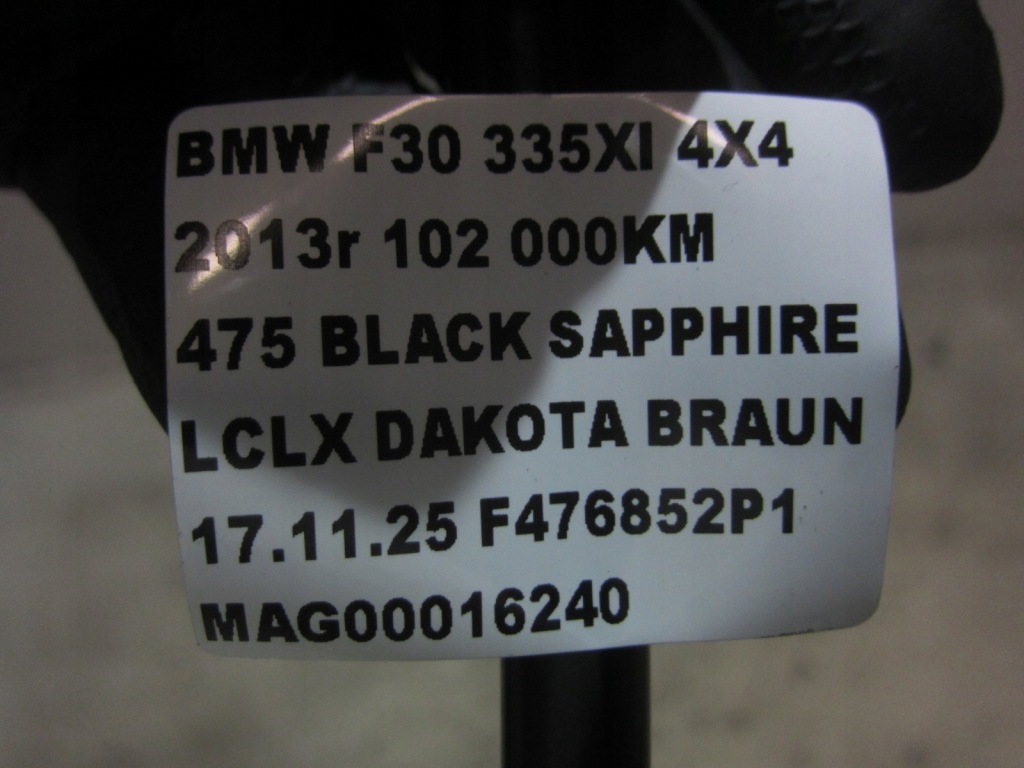 BMW F30 335XI 4X4
2013r 102 000KM
475 BLACK SAPPHIRE
LCLX DAKOTA BRAUN
17.11.25 F476852P1
MAG00016240